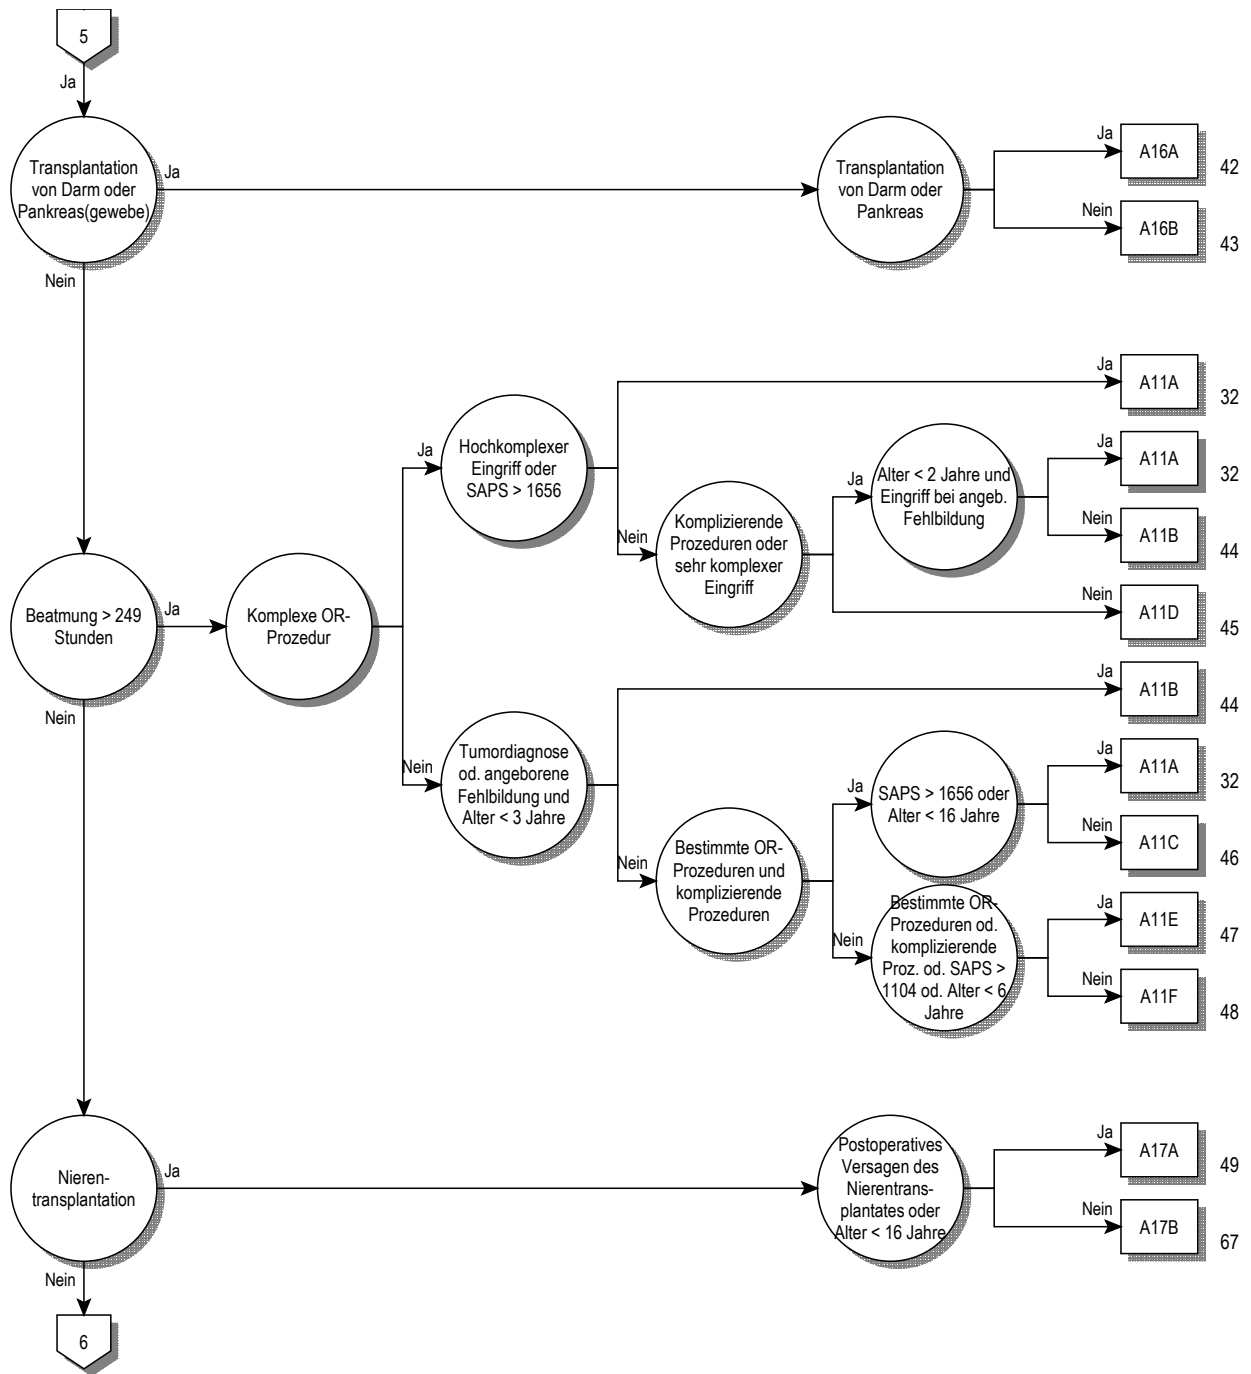 5
Ja
Transplantation
von Darm oder
Pankreas(gewebe)
Ja
Transplantation
von Darm oder
Pankreas
Ja
A16A
42
Nein
A16B
43
Nein
Ja
A11A
32
Ja
Hochkomplexer
Eingriff oder
SAPS > 1656
Ja
Alter < 2 Jahre und
Eingriff bei angeb.
Fehlbildung
Ja
A11A
32
Nein
Komplizierende
Prozeduren oder
sehr komplexer
Eingriff
Nein
A11B
44
Beatmung > 249
Stunden
Ja
Komplexe OR-
Prozedur
Nein
A11D
45
Ja
A11B
44
Nein
Nein
Tumordiagnose
od. angeborene
Fehlbildung und
Alter < 3 Jahre
Ja
SAPS > 1656 oder
Alter < 16 Jahre
Ja
A11A
32
Nein
A11C
46
Nein
Bestimmte OR-
Prozeduren und
komplizierende
Prozeduren
Nein
Bestimmte OR-
Prozeduren od.
komplizierende
Proz. od. SAPS >
1104 od. Alter < 6
Jahre
Ja
A11E
47
Nein
A11F
48
Nieren-
transplantation
Ja
Postoperatives
Versagen des
Nierentrans-
plantates oder
Alter < 16 Jahre
Ja
A17A
49
Nein
A17B
67
Nein
6